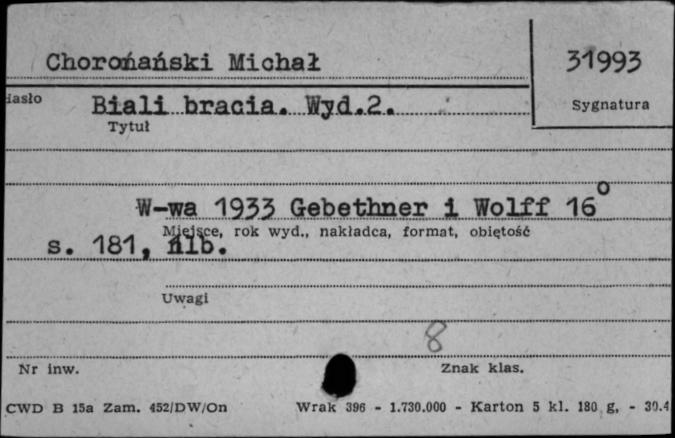 Chorońański Michał
31993
Hasło
Biali bracia. Wyd.2.
Sygnatura
Tytuł
W-wa 1933 Gebethner i Wolff 16°
Miejsce, rok wyd., nakładca, format, objętość
s. 181, nlb.
Uwagi
8
Nr inw.
Znak klas.
CWD B 15a Zam. 452/DW/On
Wrak 396 - 1.730.000 - Karton 5 kl. 180 g, - 30.4